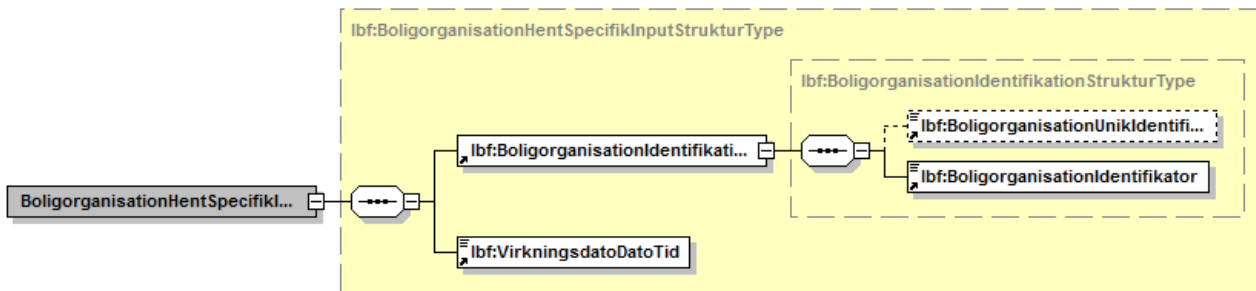 lbf:BoligorganisationHentSpecifikInputStrukturType
lbf:BoligorganisationIdentifikationStrukturType
lbf:BoligorganisationUnikIdentifi...
lbf:BoligorganisationIdentifikati...
lbf:BoligorganisationIdentifikator
BoligorganisationHentSpecifikI...
lbf:VirkningsdatoDatoTid